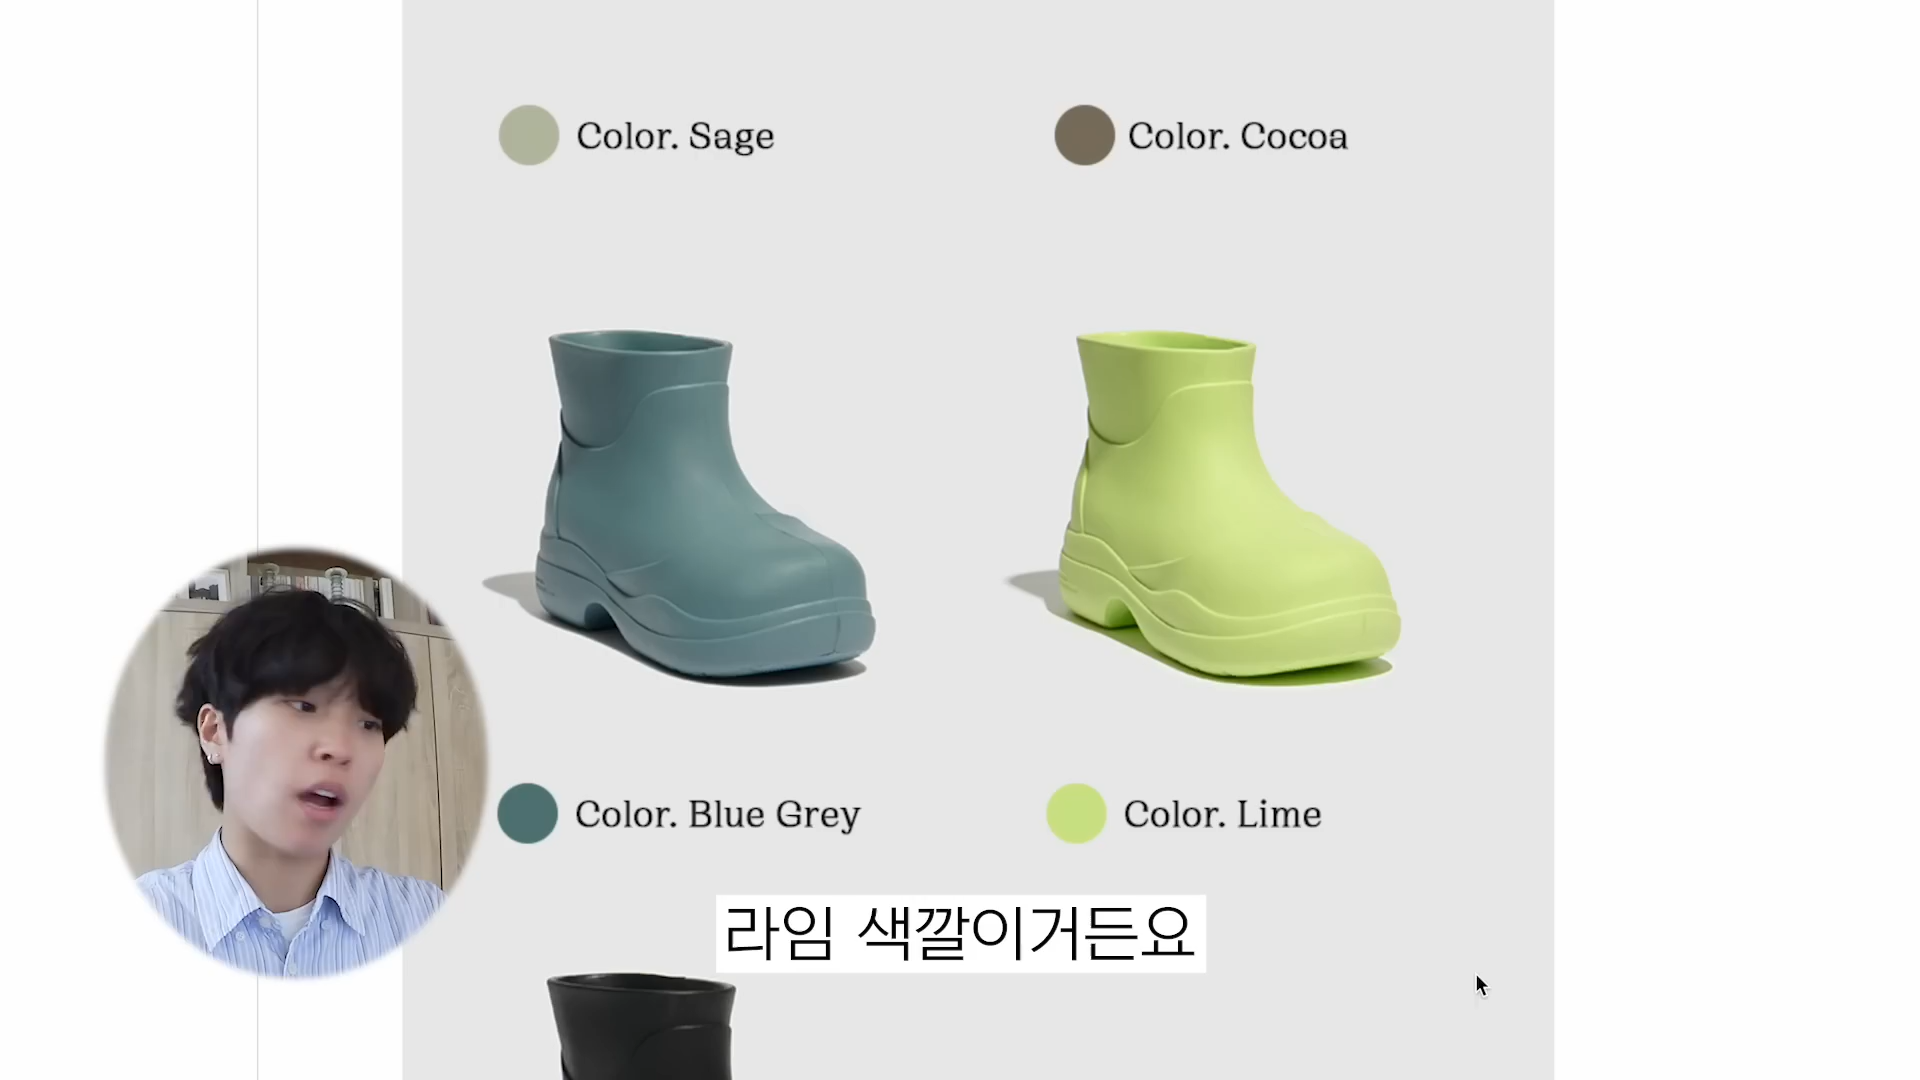 Color. Sage
Color. Cocoa
Color. Blue Grey
Color. Lime
라임 색깔이거든요